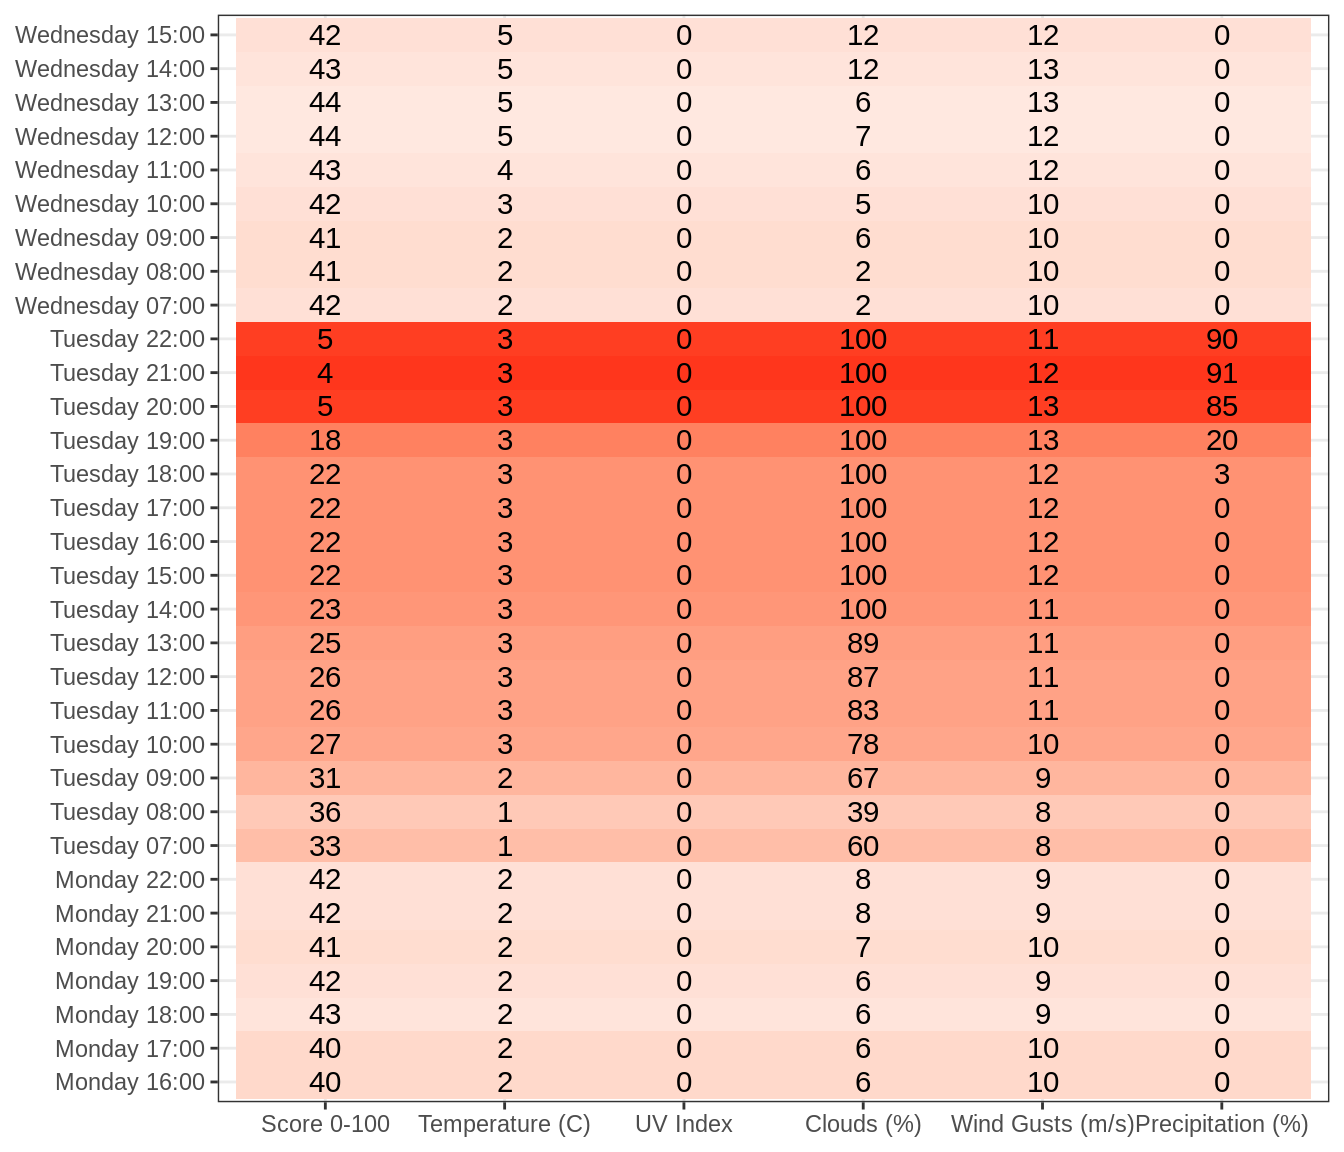 Wednesday 15:00 42 5 0 12 12 0
Wednesday 14:00 43 5 0 12 13 0
Wednesday 13:00 44 5 0 6 13 0
Wednesday 12:00 44 5 0 7 12 0
Wednesday 11:00 43 4 0 6 12 0
Wednesday 10:00 42 3 0 5 10 0
Wednesday 09:00 41 2 0 6 10 0
Wednesday 08:00 41 2 0 2 10 0
Wednesday 07:00 42 2 0 2 10 0
Tuesday 22:00 5 3 0 100 11 90
Tuesday 21:00 4 3 0 100 12 91
Tuesday 20:00 5 3 0 100 13 85
Tuesday 19:00 18 3 0 100 13 20
Tuesday 18:00 22 3 0 100 12 3
Tuesday 17:00 22 3 0 100 12 0
Tuesday 16:00 22 3 0 100 12 0
Tuesday 15:00 22 3 0 100 12 0
Tuesday 14:00 23 3 0 100 11 0
Tuesday 13:00 25 3 0 89 11 0
Tuesday 12:00 26 3 0 87 11 0
Tuesday 11:00 26 3 0 83 11 0
Tuesday 10:00 27 3 0 78 10 0
Tuesday 09:00 31 2 0 67 9 0
Tuesday 08:00 36 1 0 39 8 0
Tuesday 07:00 33 1 0 60 8 0
Monday 22:00 42 2 0 8 9 0
Monday 21:00 42 2 0 8 9 0
Monday 20:00 41 2 0 7 10 0
Monday 19:00 42 2 0 6 9 0
Monday 18:00 43 2 0 6 9 0
Monday 17:00 40 2 0 6 10 0
Monday 16:00 40 2 0 6 10 0
Score 0-100 Temperature (C) UV Index Clouds (%) Wind Gusts (m/s) Precipitation (%)